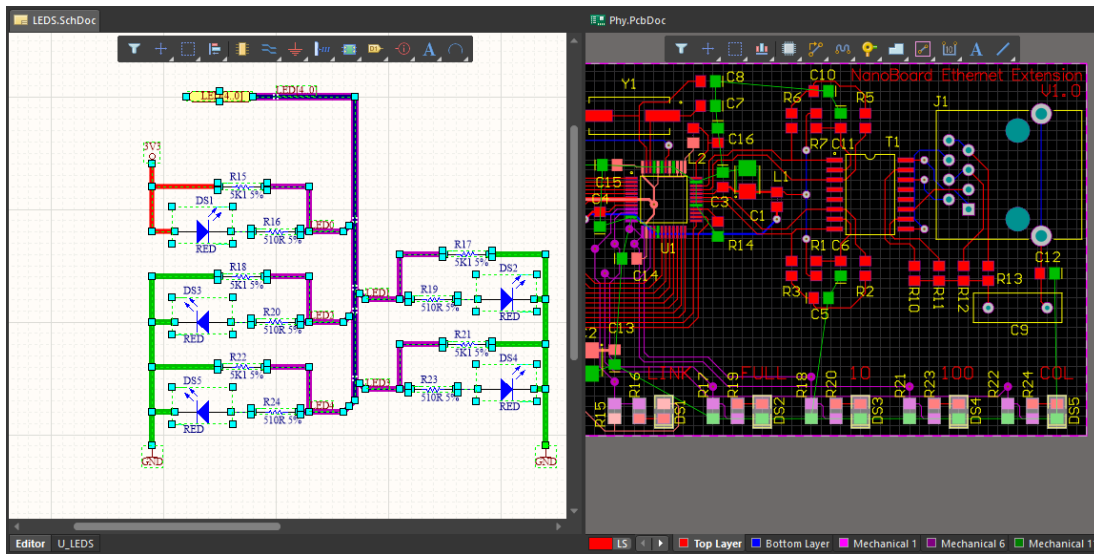 LEDS.SchDoc
LED[4..0]
LED[4..0]
3V3
R15
5K1 5%
DS1
RED
R16
510R 5%
LED0
R17
5K1 5%
DS2
RED
R18
5K1 5%
LED1
R19
510R 5%
DS3
RED
R20
510R 5%
LED2
R21
5K1 5%
DS4
RED
R22
5K1 5%
LED3
R23
510R 5%
DS5
RED
R24
510R 5%
LED4
GND
GND
Editor
U_LEDS
Phy.PcbDoc
NanoBoard Ethernet Extension
V1.0
Y1
C8
C10
C7
R6
R5
J1
C16
R7
C11
T1
L2
C15
L1
C4
C3
C1
U1
R14
R1
C6
C14
C12
R3
R2
R13
R10
R11
R12
C5
C9
C13
LINK
FULL
10
100
COL
R15
R16
DS1
R17
R19
DS2
R18
R20
DS3
R21
R23
DS4
R22
R24
DS5
LS
Top Layer
Bottom Layer
Mechanical 1
Mechanical 6